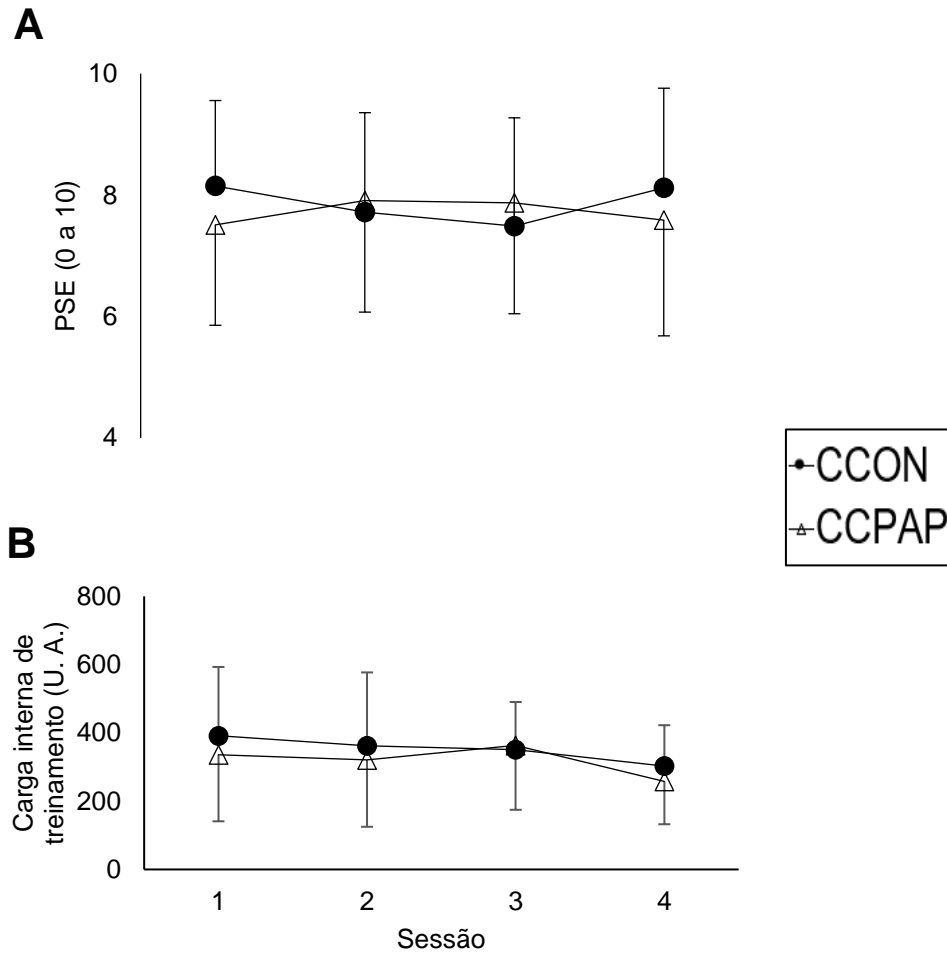 A
10
8
6
4
PSE (0 a 10)
CCON
CCPAP
B
800
600
400
200
0
Carga interna de
treinamento (U. A.)
1 2 3 4
Sessão